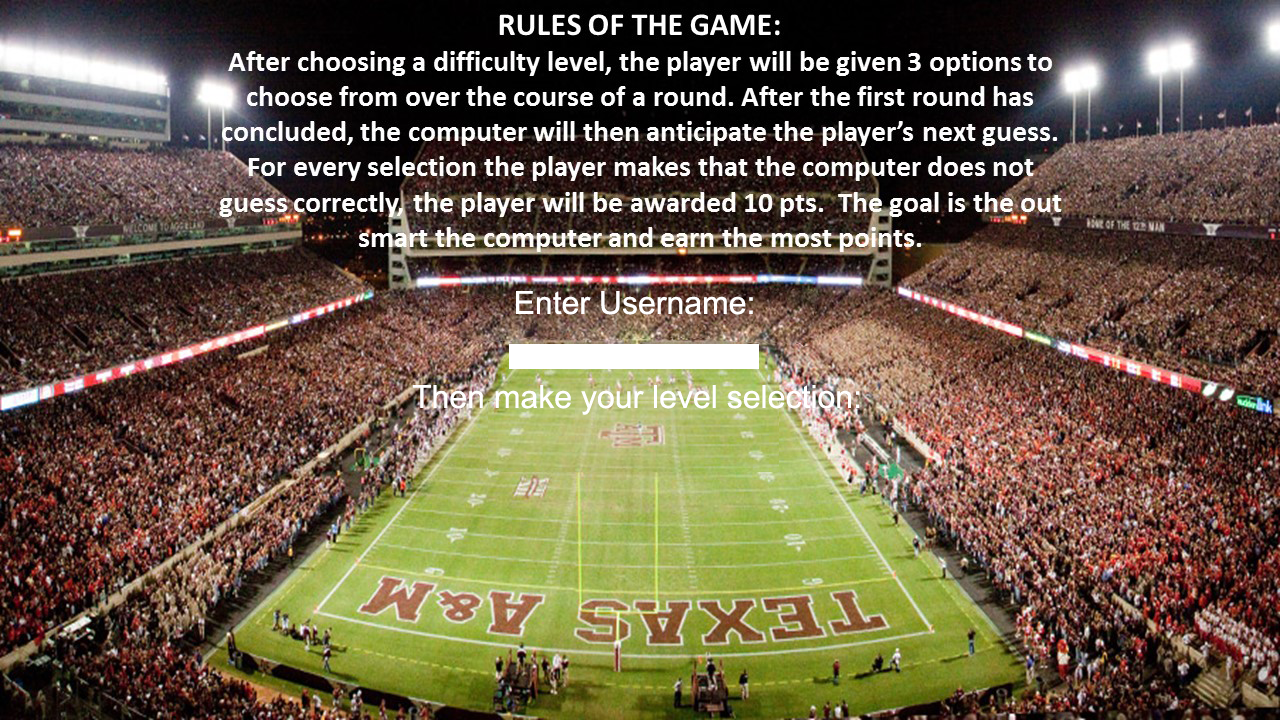 RULES OF THE GAME:
After choosing a difficulty level, the player will be given 3 options to
choose from over the course of a round. After the first round has
concluded, the computer will then anticipate the player’s next guess.
For every selection the player makes that the computer does not
guess correctly, the player will be awarded 10 pts.  The goal is the out
smart the computer and earn the most points.
WELCOME TO AGGIELAND
HOME OF THE 12TH MAN
Enter Username:
Then make your level selection:
suddenlink
TEXAS A&M